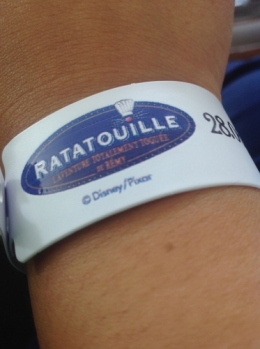 RATATOUILLE
L'AVENTURE TOTALEMENT TOQUÉE
DE RÉMY
© Disney/Pixar
28.